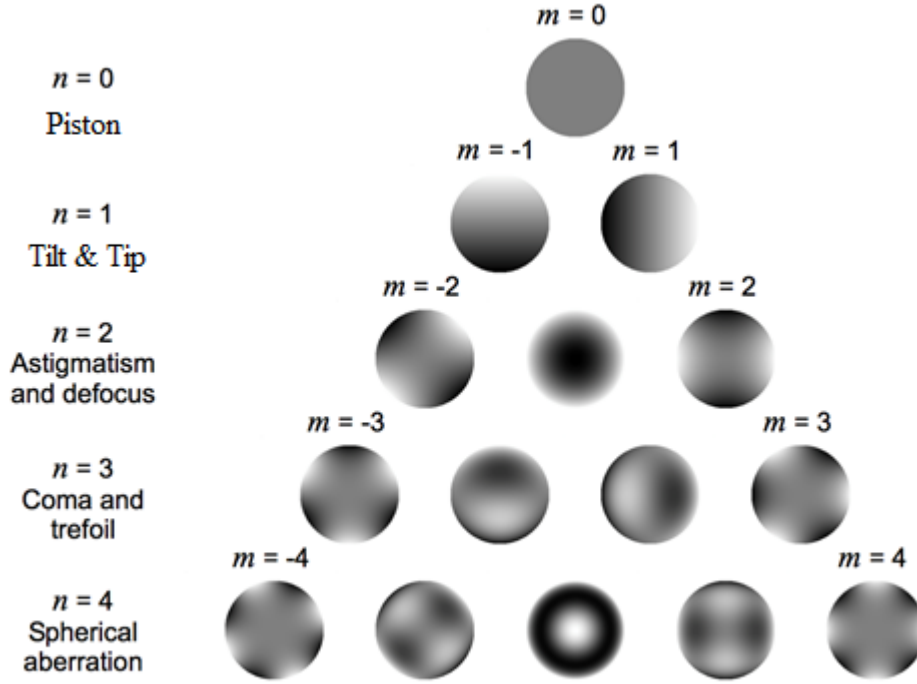 m = 0
n = 0
Piston
m = -1
m = 1
n = 1
Tilt & Tip
m = -2
m = 2
n = 2
Astigmatism
and defocus
m = -3
m = 3
n = 3
Coma and
trefoil
m = -4
m = 4
n = 4
Spherical
aberration